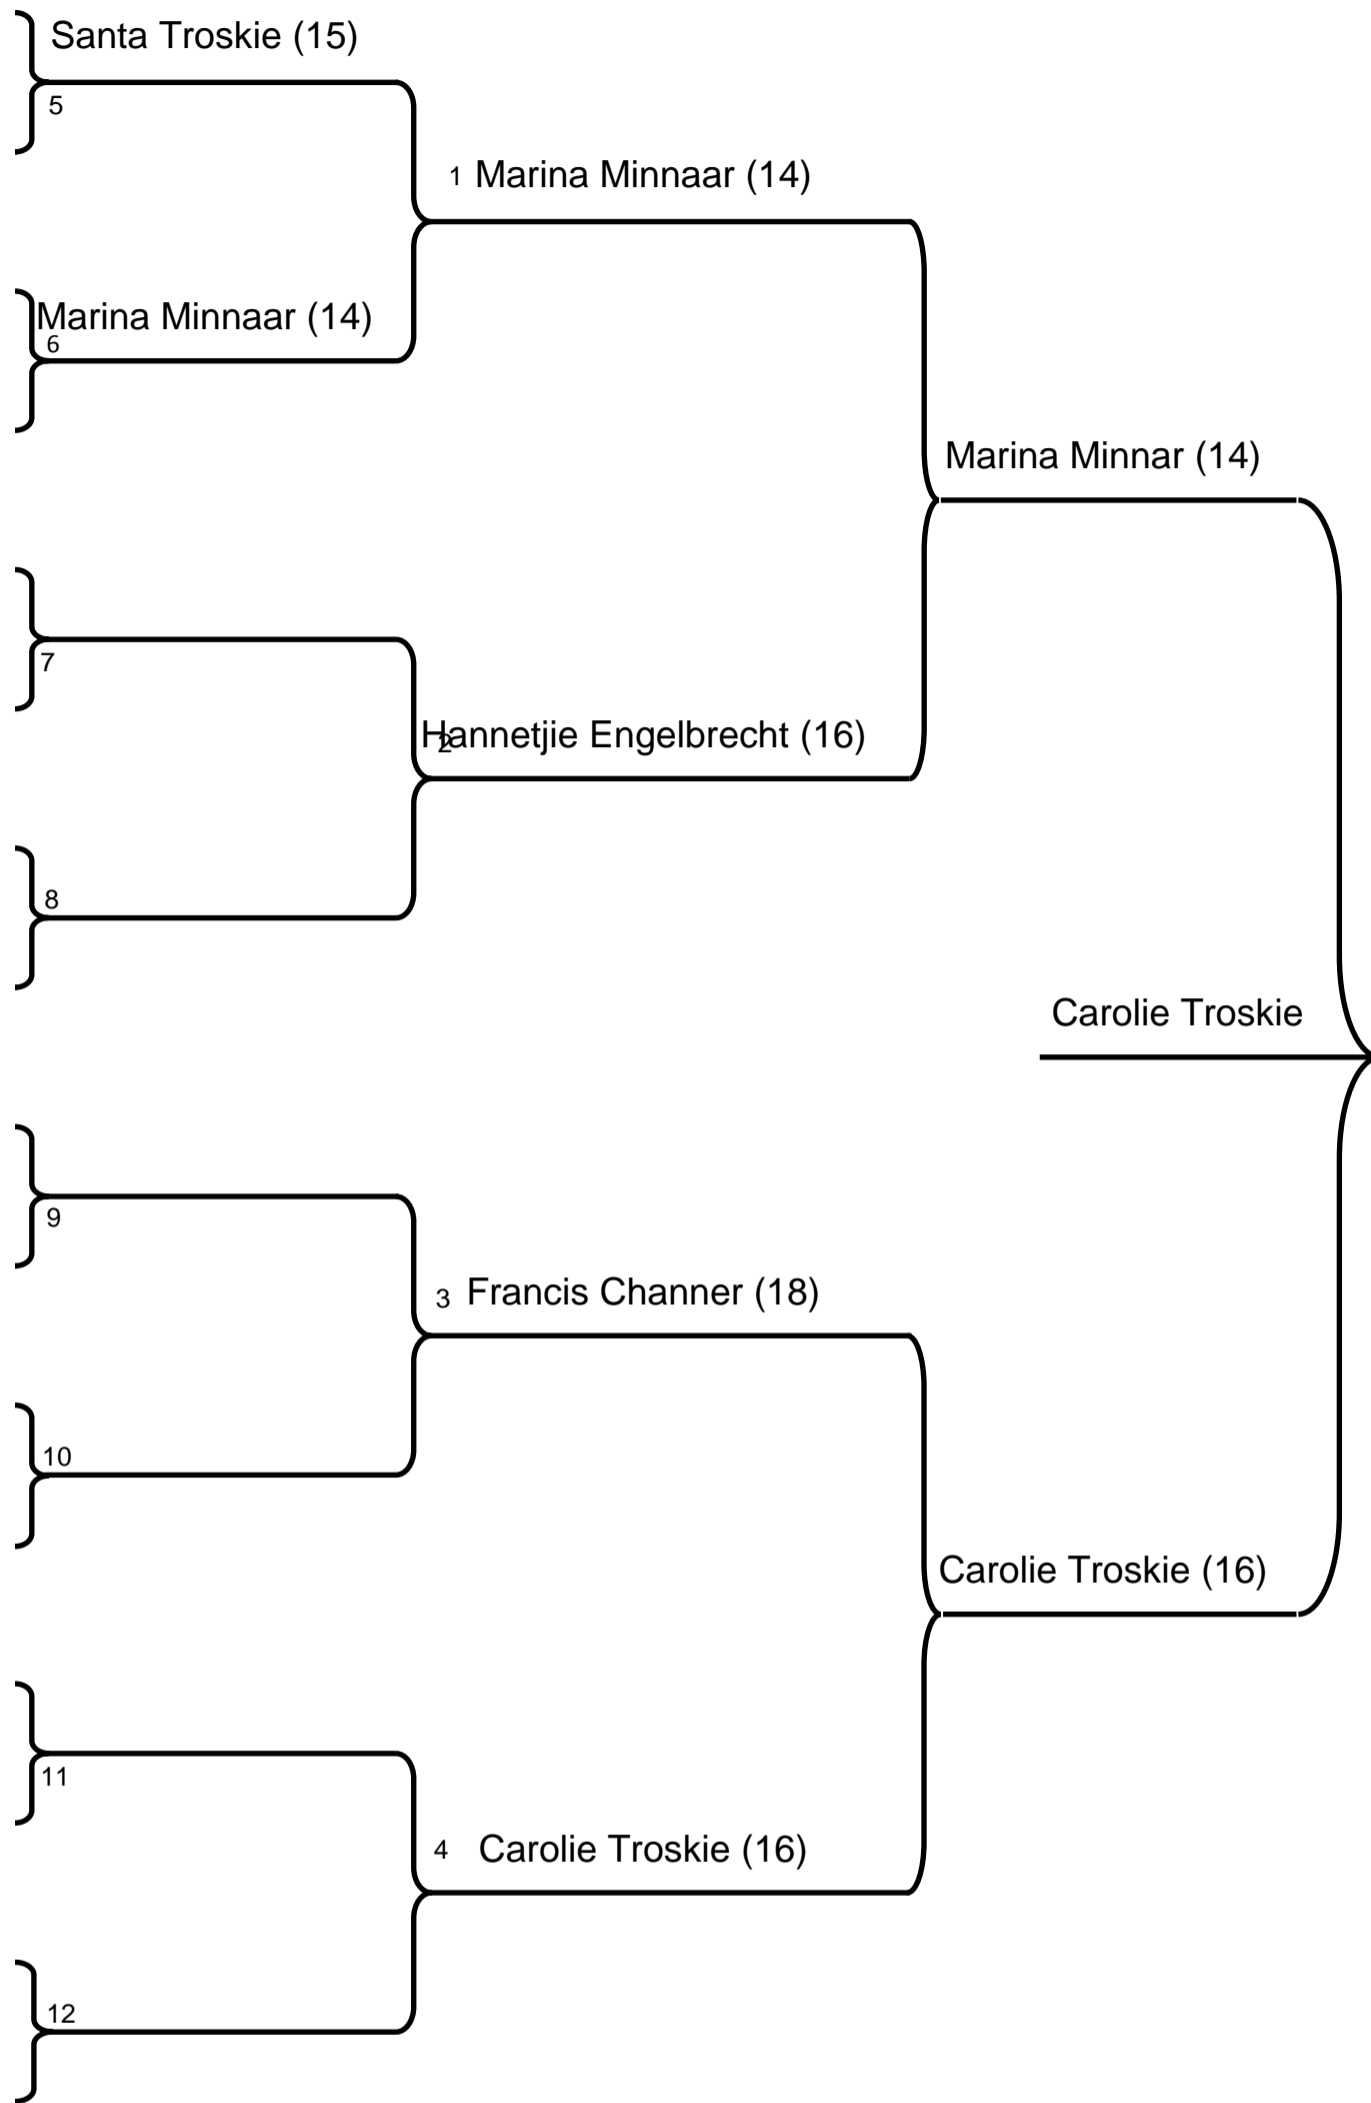 Santa Troskie (15)
5
1 Marina Minnaar (14)
Marina Minnaar (14)
6
Marina Minnar (14)
7
Hannetjie Engelbrecht (16)
2
8
Carolie Troskie
9
3 Francis Channer (18)
10
Carolie Troskie (16)
11
4 Carolie Troskie (16)
12